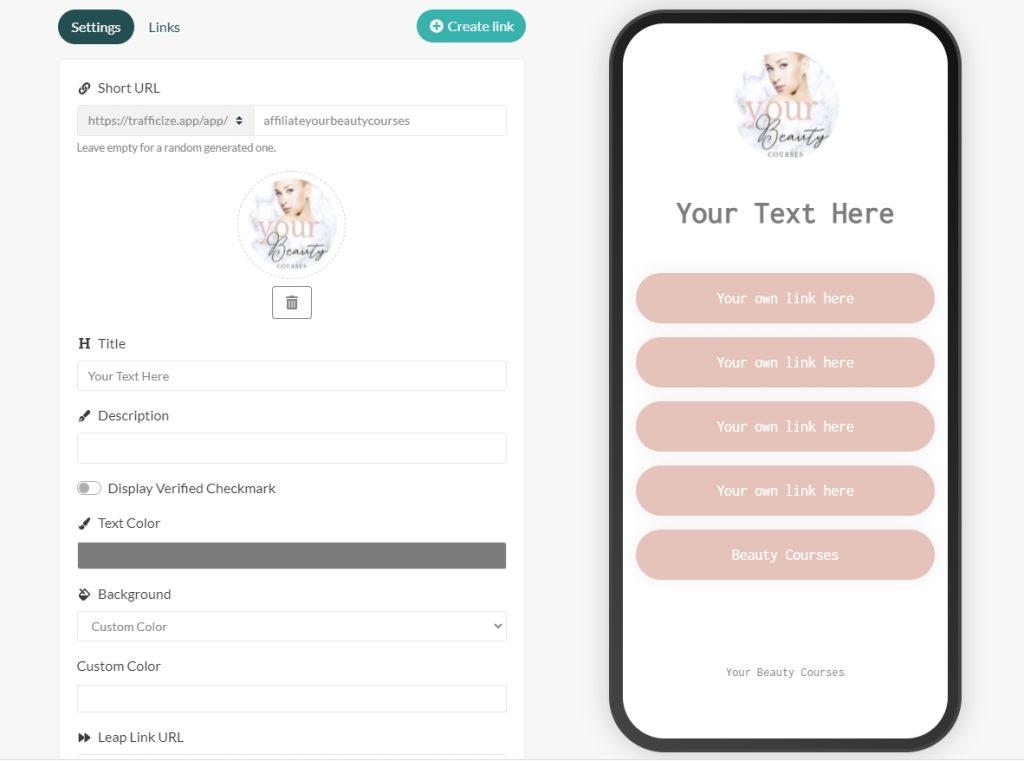 Settings
Links
Create link
Short URL
https://trafficize.app/app/
affiliateyourbeautycourses
Leave empty for a random generated one.
your
Beauty
COURSES
Title
Your Text Here
Description
Display Verified Checkmark
Text Color
Background
Custom Color
Custom Color
Leap Link URL
your
Beauty
COURSES
Your Text Here
Your own link here
Your own link here
Your own link here
Your own link here
Beauty Courses
Your Beauty Courses